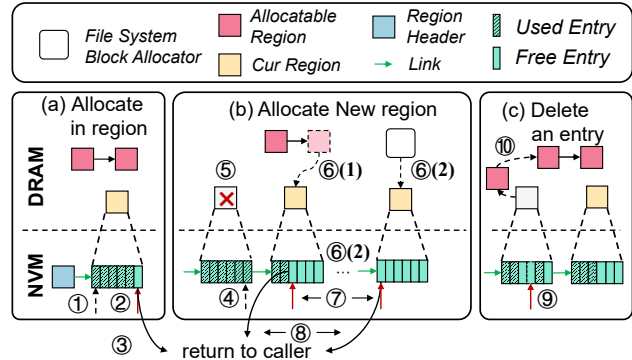 File System
Block Allocator
Allocatable
Region
Cur Region
Region
Header
Link
Used Entry
Free Entry
(a) Allocate
in region
(b) Allocate New region
(c) Delete
an entry
DRAM
NVM
⑤
⑥(1)
⑥(2)
⑩
⑥(2)
①
②
④
⑦
⑨
③
⑧
return to caller